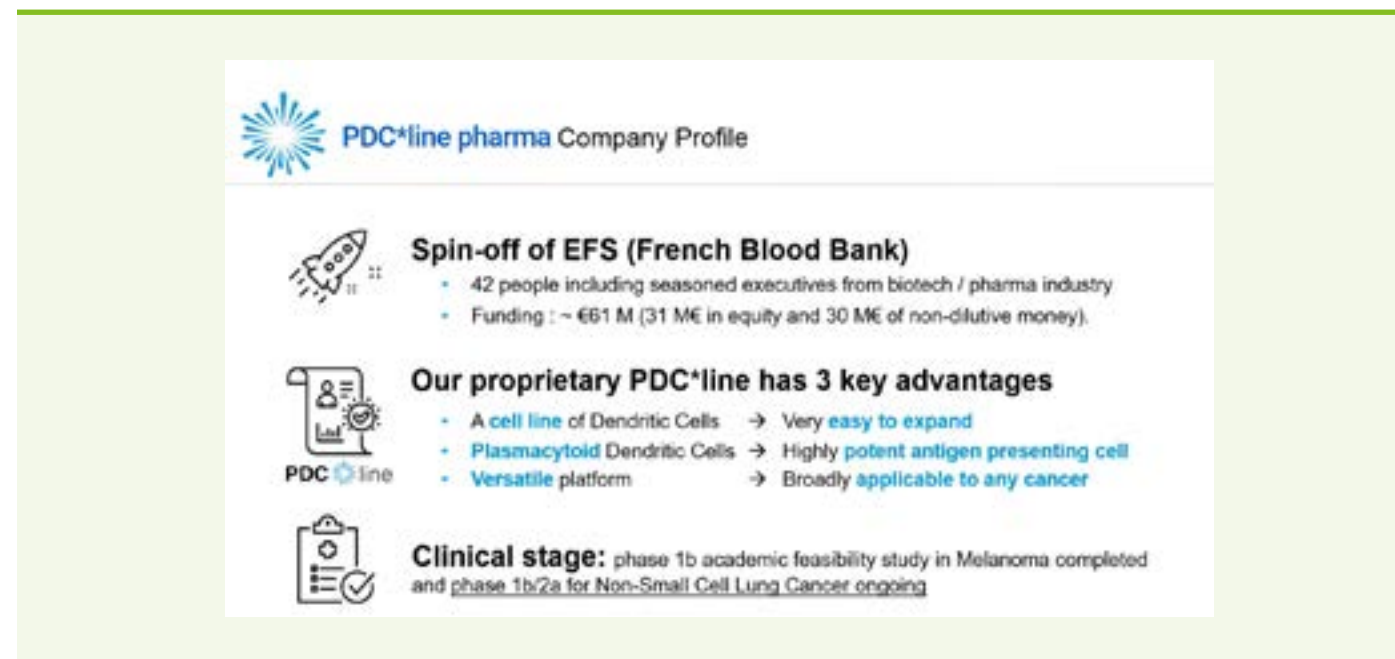 PDC*line pharma Company Profile
Spin-off of EFS (French Blood Bank)
• 42 people including seasoned executives from biotech / pharma industry
• Funding : ~ €61 M (31 M€ in equity and 30 M€ of non-dilutive money).
Our proprietary PDC*line has 3 key advantages
• A cell line of Dendritic Cells → Very easy to expand
• Plasmacytoid Dendritic Cells → Highly potent antigen presenting cell
• Versatile platform → Broadly applicable to any cancer
PDC line
Clinical stage: phase 1b academic feasibility study in Melanoma completed
and phase 1b/2a for Non-Small Cell Lung Cancer ongoing